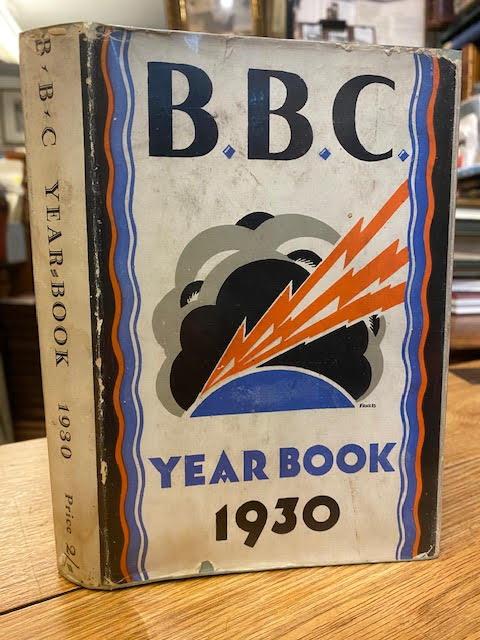 B·B·C YEAR-BOOK 1930 Price 2/-
B.B.C.
YEAR BOOK
1930